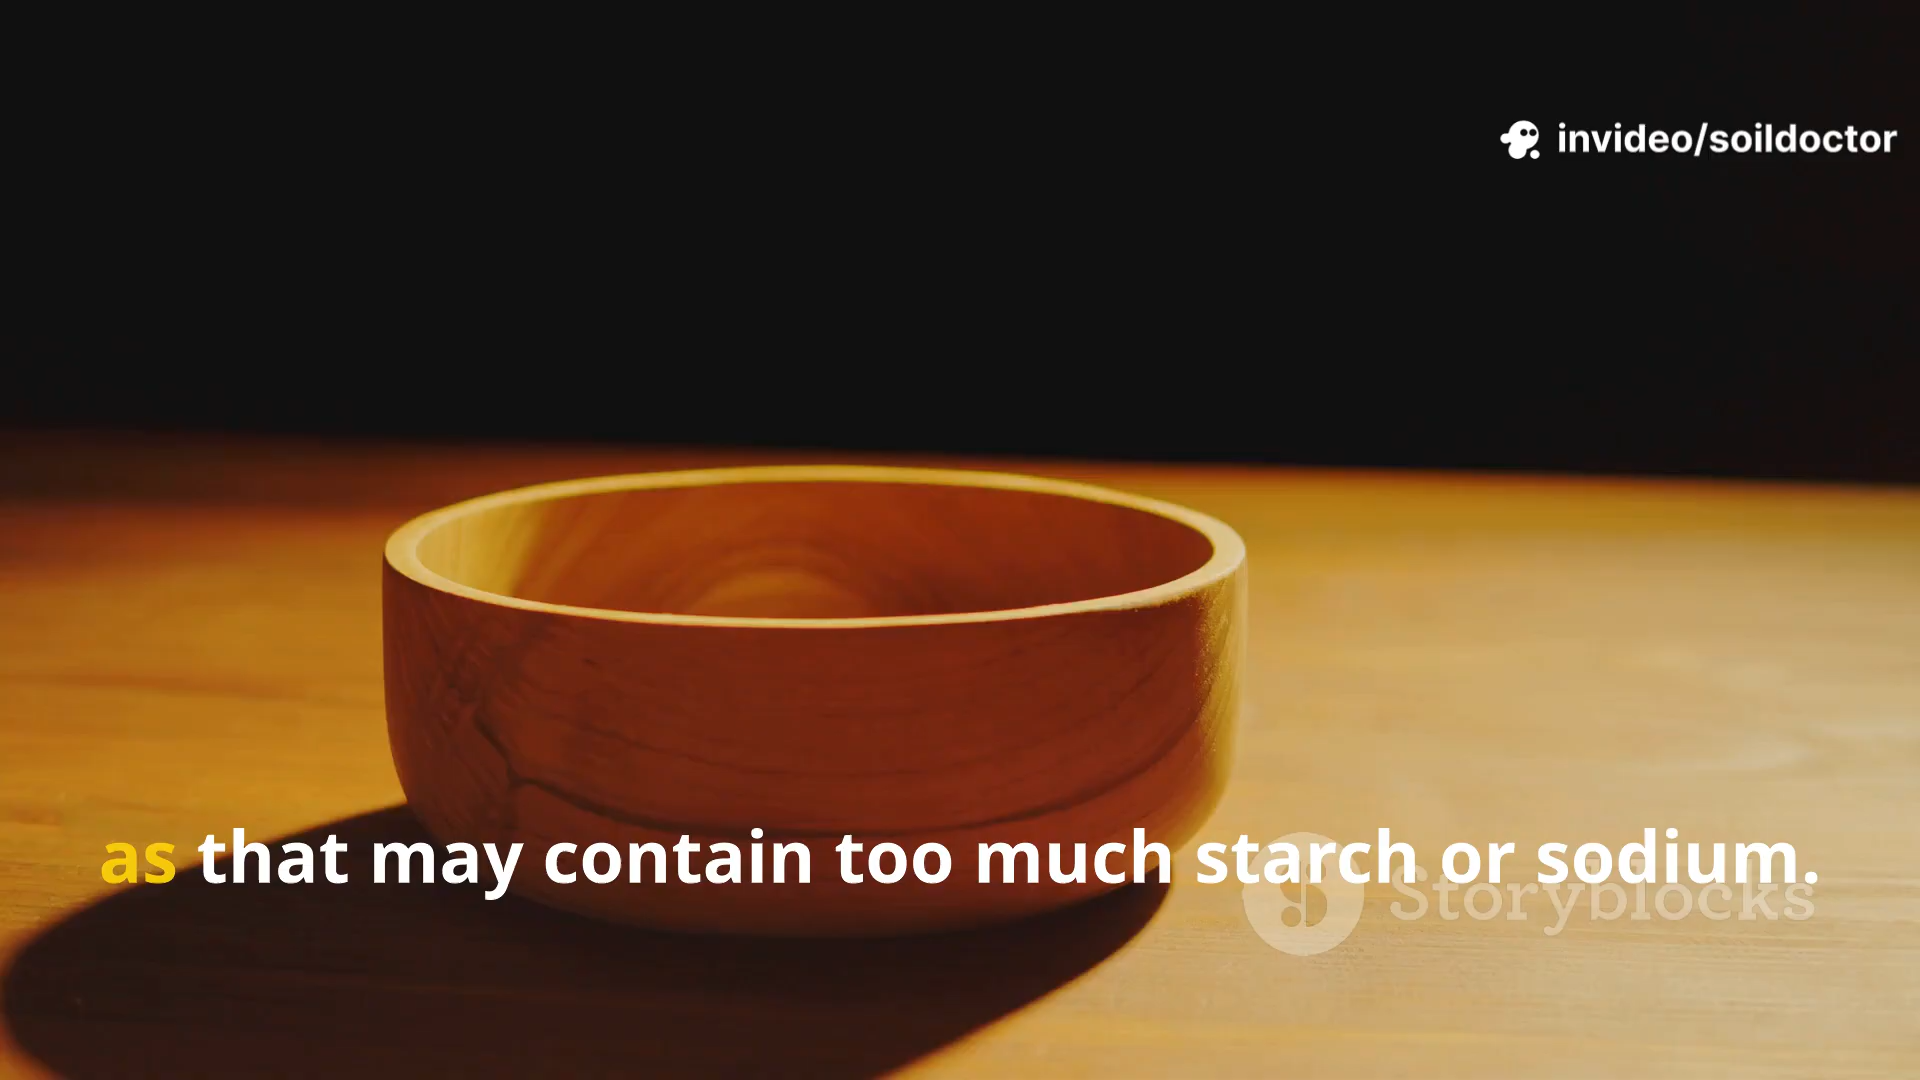 invideo/soildoctor
as that may contain too much starch or sodium.
Storyblocks